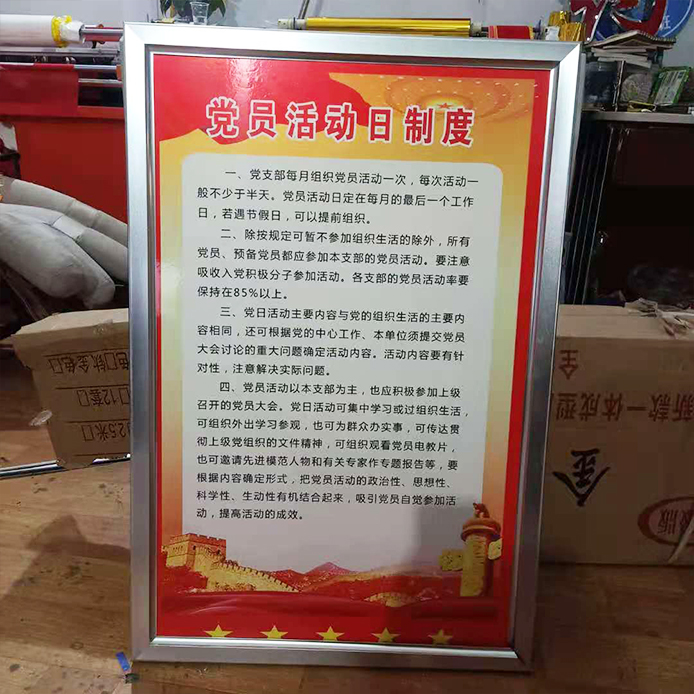 党员活动日制度
一、党支部每月组织党员活动一次，每次活动一
般不少于半天。党员活动日定在每月的最后一个工作
日，若遇节假日，可以提前组织。
二、除按规定可暂不参加组织生活的除外，所有
党员、预备党员都应参加本支部的党员活动。要注意
吸收入党积极分子参加活动。各支部的党员活动率要
保持在85%以上。
三、党日活动主要内容与党的组织生活的主要内
容相同，还可根据党的中心工作、本单位须提交党员
大会讨论的重大问题确定活动内容。活动内容要有针
对性，注意解决实际问题。
四、党员活动以本支部为主，也应积极参加上级
召开的党员大会。党日活动可集中学习或过组织生活，
可组织外出学习参观，也可为群众办实事，可传达贯
彻上级党组织的文件精神，可组织观看党员电教片，
也可邀请先进模范人物和有关专家作专题报告等，要
根据内容确定形式，把党员活动的政治性、思想性、
科学性、生动性有机结合起来，吸引党员自觉参加活
动，提高活动的成效。
新款一体成型
全
金
版